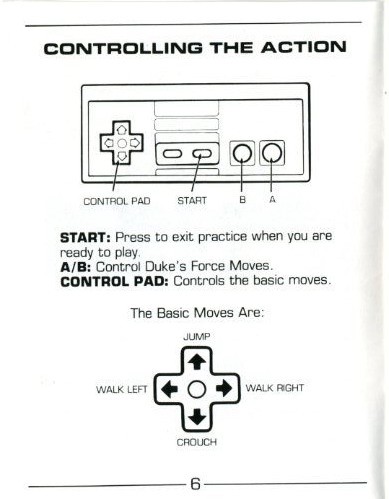 CONTROLLING THE ACTION
CONTROL PAD START B A
START: Press to exit practice when you are
ready to play.
A/B: Control Duke's Force Moves.
CONTROL PAD: Controls the basic moves.
The Basic Moves Are:
JUMP
WALK LEFT WALK RIGHT
CROUCH
6